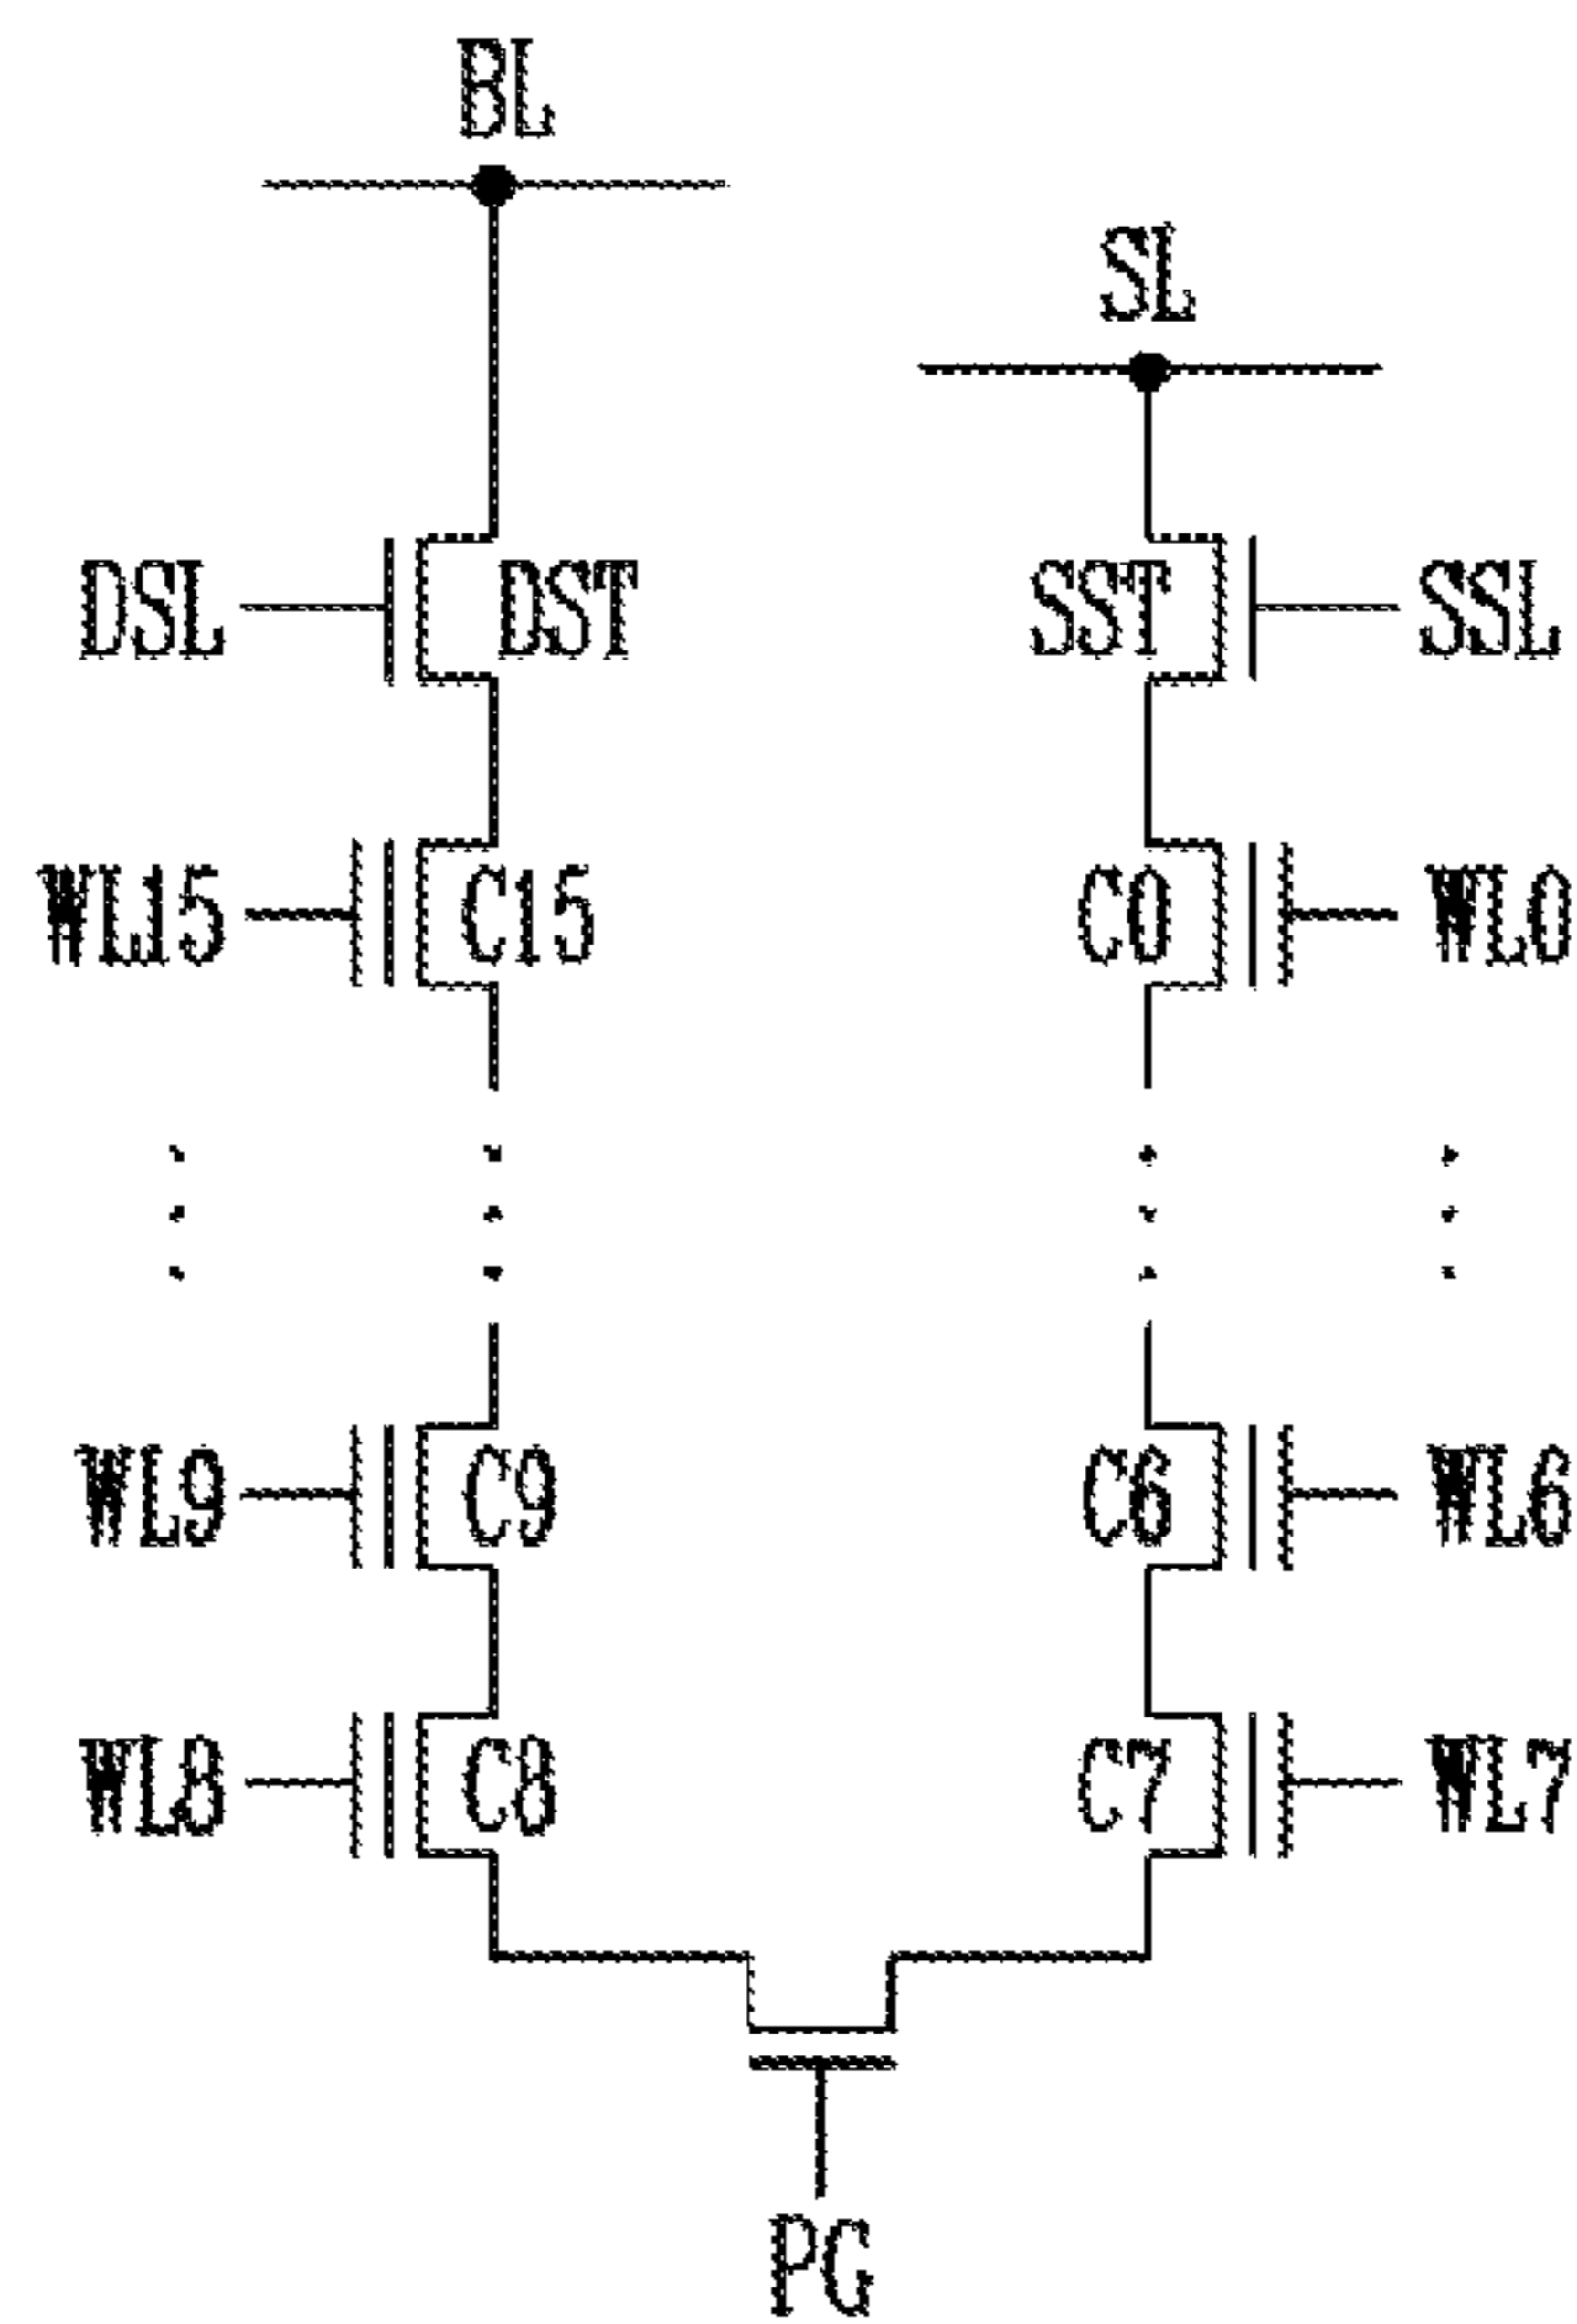 BL
SL
DSL DST SST SSL
WL15 C15 C0 WL0
WL9 C9 C6 WL6
WL8 C8 C7 WL7
PG